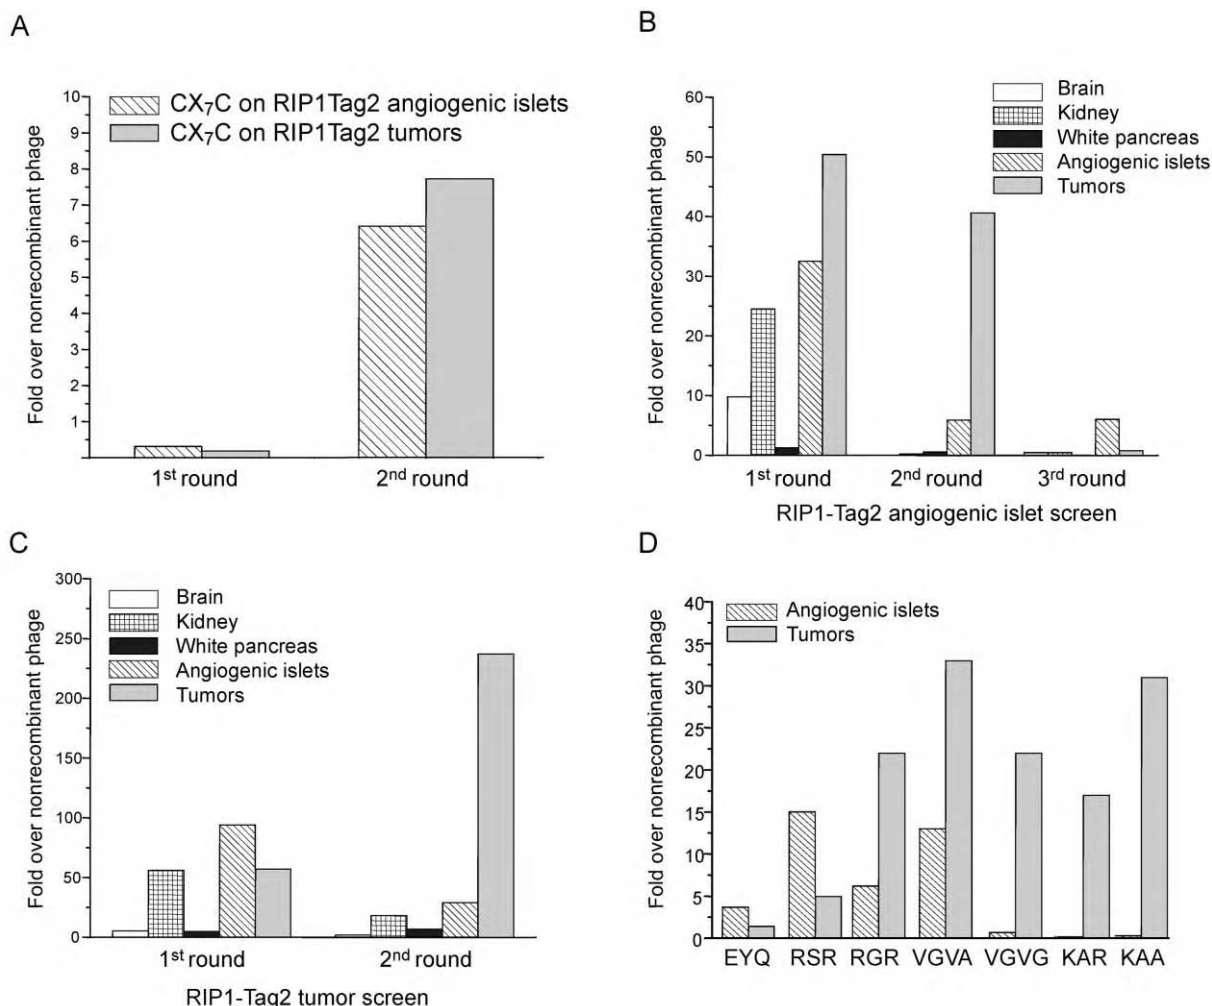 A
Fold over nonrecombinant phage
10
9
8
7
6
5
4
3
2
1
CX₇C on RIP1Tag2 angiogenic islets
CX₇C on RIP1Tag2 tumors
1st round
2nd round
B
Fold over nonrecombinant phage
60
50
40
30
20
10
0
Brain
Kidney
White pancreas
Angiogenic islets
Tumors
1st round
2nd round
3rd round
RIP1-Tag2 angiogenic islet screen
C
Fold over nonrecombinant phage
300
250
200
150
100
50
0
Brain
Kidney
White pancreas
Angiogenic islets
Tumors
1st round
2nd round
RIP1-Tag2 tumor screen
D
Fold over nonrecombinant phage
40
35
30
25
20
15
10
5
0
Angiogenic islets
Tumors
EYQ RSR RGR VGVA VGVG KAR KAA